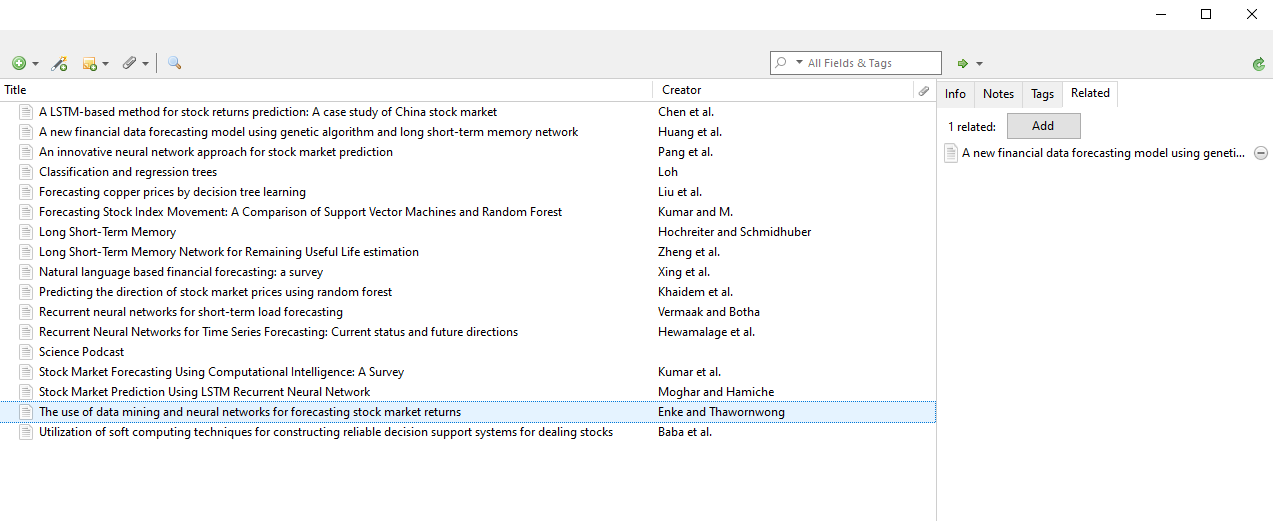 All Fields & Tags
Title Creator
A LSTM-based method for stock returns prediction: A case study of China stock market Chen et al.
A new financial data forecasting model using genetic algorithm and long short-term memory network Huang et al.
An innovative neural network approach for stock market prediction Pang et al.
Classification and regression trees Loh
Forecasting copper prices by decision tree learning Liu et al.
Forecasting Stock Index Movement: A Comparison of Support Vector Machines and Random Forest Kumar and M.
Long Short-Term Memory Hochreiter and Schmidhuber
Long Short-Term Memory Network for Remaining Useful Life estimation Zheng et al.
Natural language based financial forecasting: a survey Xing et al.
Predicting the direction of stock market prices using random forest Khaidem et al.
Recurrent neural networks for short-term load forecasting Vermaak and Botha
Recurrent Neural Networks for Time Series Forecasting: Current status and future directions Hewamalage et al.
Science Podcast
Stock Market Forecasting Using Computational Intelligence: A Survey Kumar et al.
Stock Market Prediction Using LSTM Recurrent Neural Network Moghar and Hamiche
The use of data mining and neural networks for forecasting stock market returns Enke and Thawornwong
Utilization of soft computing techniques for constructing reliable decision support systems for dealing stocks Baba et al.
Info Notes Tags Related
1 related: Add
A new financial data forecasting model using geneti...